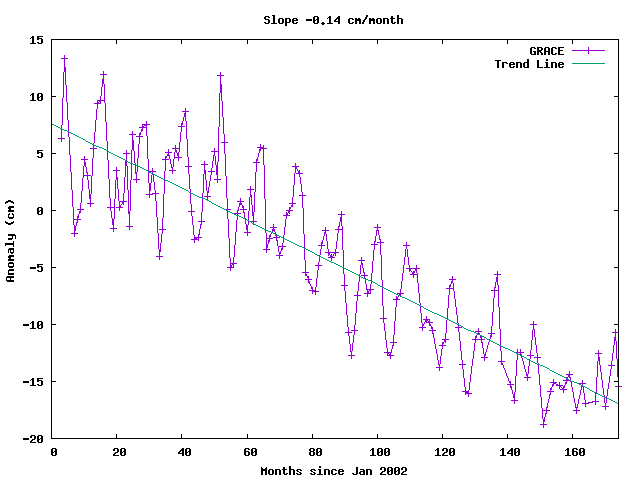 Slope -0.14 cm/month
15
10
5
0
-5
-10
-15
-20
Anomaly (cm)
GRACE
Trend Line
0 20 40 60 80 100 120 140 160
Months since Jan 2002